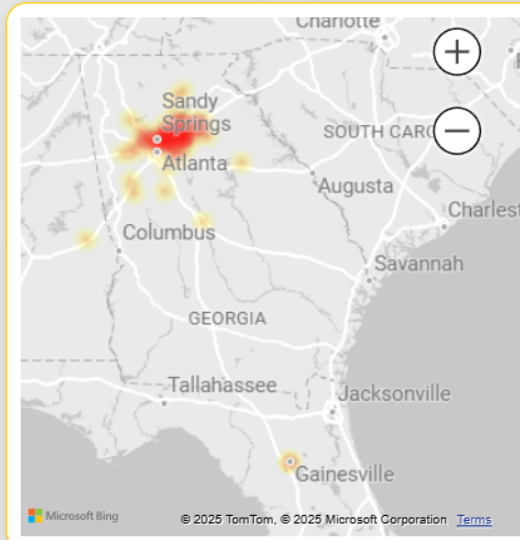 Charlotte
+
Sandy
Springs
SOUTH CARO
−
Atlanta
Augusta
Charlest
Columbus
Savannah
GEORGIA
Tallahassee
Jacksonville
Gainesville
Microsoft Bing
© 2025 TomTom, © 2025 Microsoft Corporation Terms